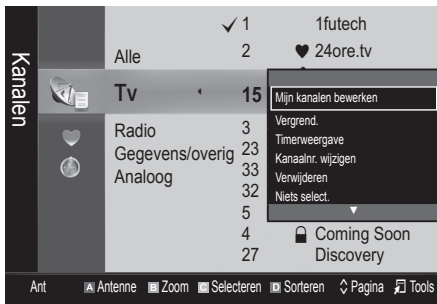 Kanalen
1 1futech
Alle 2 24ore.tv
Tv 15
Radio 3
Gegevens/overig 23
Analoog 33
32
5
4 Coming Soon
27 Discovery
Mijn kanalen bewerken
Vergrend.
Timerweergave
Kanaalnr. wijzigen
Verwijderen
Niets select.
Ant A Antenne B Zoom C Selecteren D Sorteren Pagina Tools